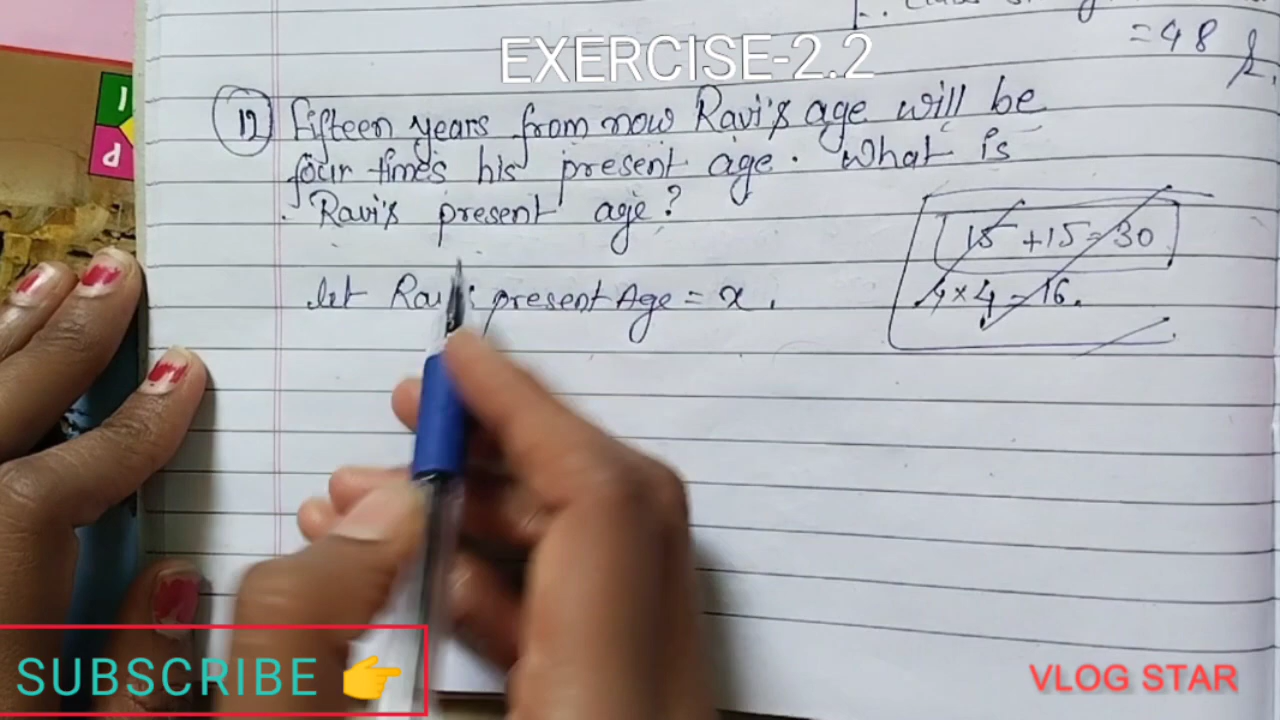 = 48
EXERCISE-2.2
12 Fifteen years from now Ravi's age will be
four times his present age. What is
Ravi's present age?
15 + 15 = 30
4 × 4 = 16.
let present Age = x.
SUBSCRIBE 👉
VLOG STAR